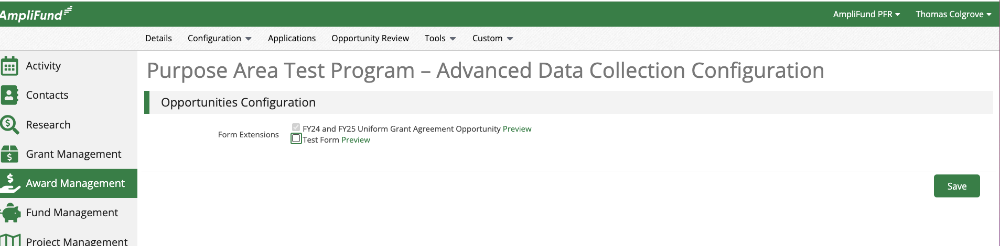 AmpliFund
AmpliFund PFR
Thomas Colgrove
Details
Configuration
Applications
Opportunity Review
Tools
Custom
Activity
Contacts
Research
Grant Management
Award Management
Fund Management
Project Management
Purpose Area Test Program – Advanced Data Collection Configuration
Opportunities Configuration
Form Extensions
FY24 and FY25 Uniform Grant Agreement Opportunity Preview
Test Form Preview
Save